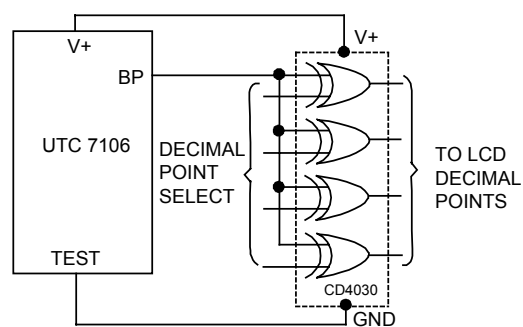 V+
V+
BP
UTC 7106
DECIMAL
POINT
SELECT
TO LCD
DECIMAL
POINTS
TEST
CD4030
GND